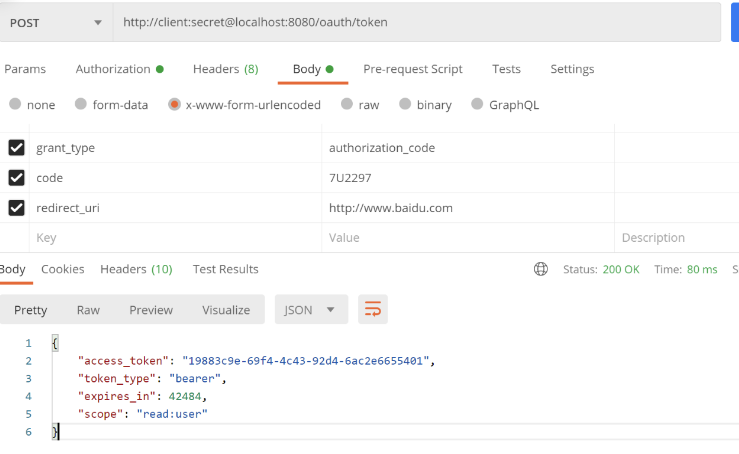 POST http://client:secret@localhost:8080/oauth/token
Params Authorization Headers (8) Body Pre-request Script Tests Settings
none form-data x-www-form-urlencoded raw binary GraphQL
grant_type authorization_code
code 7U2297
redirect_uri http://www.baidu.com
Key Value Description
Body Cookies Headers (10) Test Results Status: 200 OK Time: 80 ms S
Pretty Raw Preview Visualize JSON
1 {
2 "access_token": "19883c9e-69f4-4c43-92d4-6ac2e6655401",
3 "token_type": "bearer",
4 "expires_in": 42484,
5 "scope": "read:user"
6 }